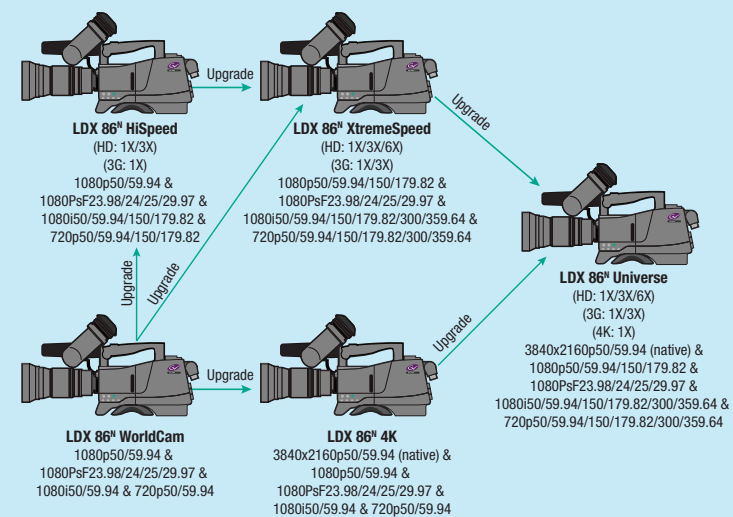 Upgrade
Upgrade
LDX 86ᴺ HiSpeed
(HD: 1X/3X)
(3G: 1X)
1080p50/59.94 &
1080PsF23.98/24/25/29.97 &
1080i50/59.94/150/179.82 &
720p50/59.94/150/179.82
LDX 86ᴺ XtremeSpeed
(HD: 1X/3X/6X)
(3G: 1X/3X)
1080p50/59.94/150/179.82 &
1080PsF23.98/24/25/29.97 &
1080i50/59.94/150/179.82/300/359.64 &
720p50/59.94/150/179.82/300/359.64
Upgrade
Upgrade
LDX 86ᴺ Universe
(HD: 1X/3X/6X)
(3G: 1X/3X)
(4K: 1X)
3840x2160p50/59.94 (native) &
1080p50/59.94/150/179.82 &
1080PsF23.98/24/25/29.97 &
1080i50/59.94/150/179.82/300/359.64 &
720p50/59.94/150/179.82/300/359.64
Upgrade
Upgrade
LDX 86ᴺ WorldCam
1080p50/59.94 &
1080PsF23.98/24/25/29.97 &
1080i50/59.94 & 720p50/59.94
LDX 86ᴺ 4K
3840x2160p50/59.94 (native) &
1080p50/59.94 &
1080PsF23.98/24/25/29.97 &
1080i50/59.94 & 720p50/59.94